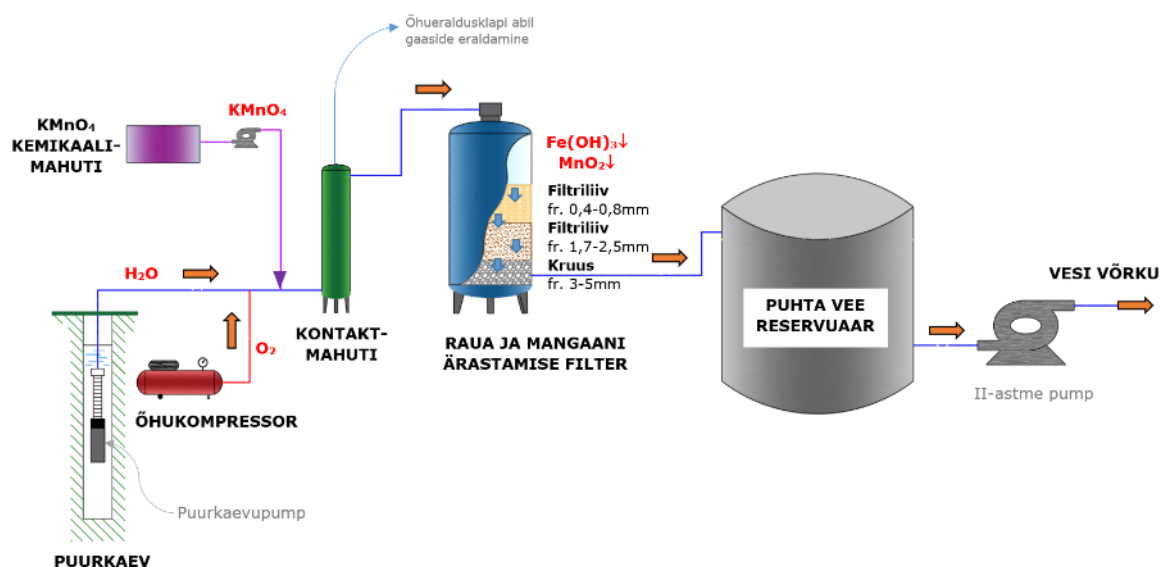 Õhueraldusklapi abil
gaaside eraldamine
KMnO₄
KEMIKAALI-
MAHUTI
KMnO₄
Fe(OH)₃↓
MnO₂↓
Filtriliiv
fr. 0,4-0,8mm
Filtriliiv
fr. 1,7-2,5mm
Kruus
fr. 3-5mm
H₂O
O₂
KONTAKT-
MAHUTI
RAUA JA MANGAANI
ÄRASTAMISE FILTER
PUHTA VEE
RESERVUAAR
VESI VÕRKU
II-astme pump
ÕHUKOMPRESSOR
Puurkaevupump
PUURKAEV